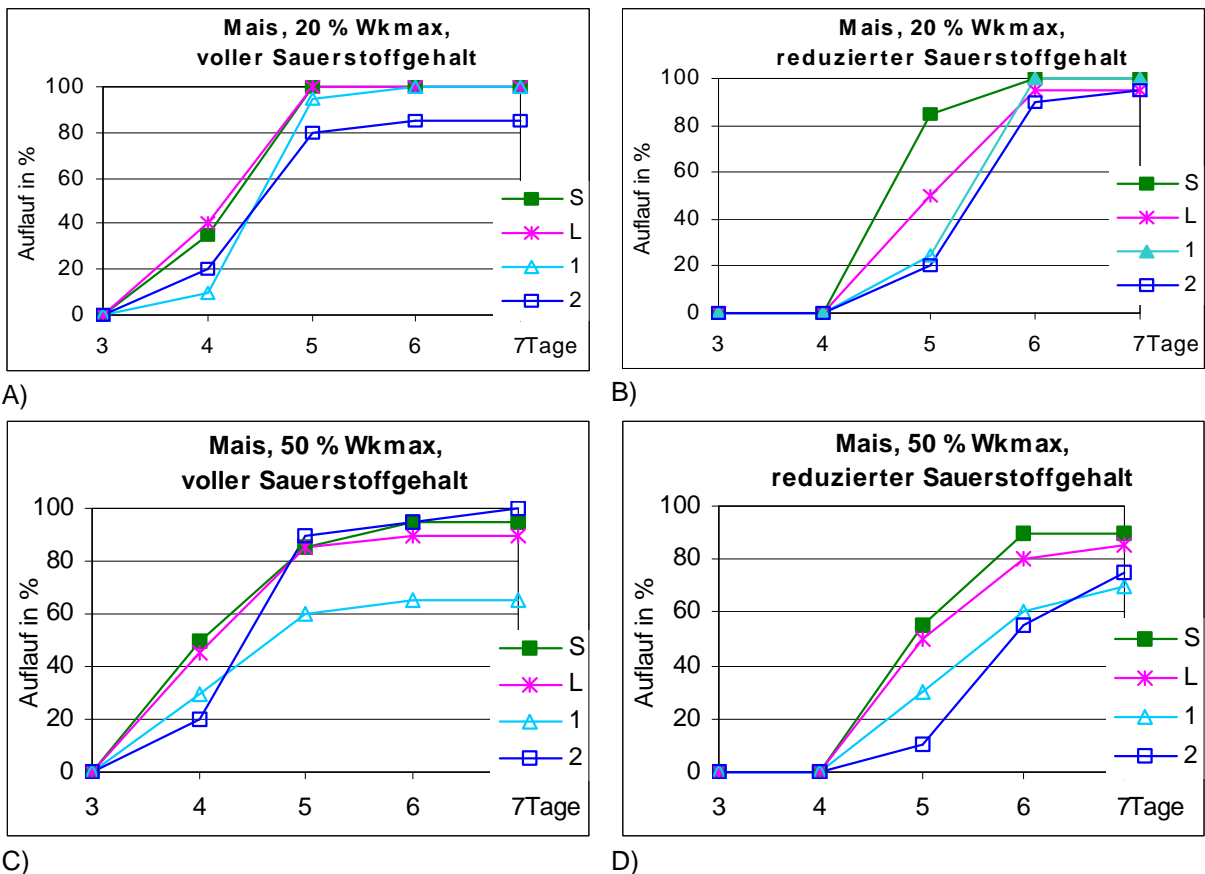 Mais, 20 % Wkmax,
voller Sauerstoffgehalt
Auflauf in %
100
80
60
40
20
0
3 4 5 6 7Tage
S
L
1
2
A)
Mais, 20 % Wkmax,
reduzierter Sauerstoffgehalt
Auflauf in %
100
80
60
40
20
0
3 4 5 6 7Tage
S
L
1
2
B)
Mais, 50 % Wkmax,
voller Sauerstoffgehalt
Auflauf in %
100
80
60
40
20
0
3 4 5 6 7Tage
S
L
1
2
C)
Mais, 50 % Wkmax,
reduzierter Sauerstoffgehalt
Auflauf in %
100
80
60
40
20
0
3 4 5 6 7Tage
S
L
1
2
D)